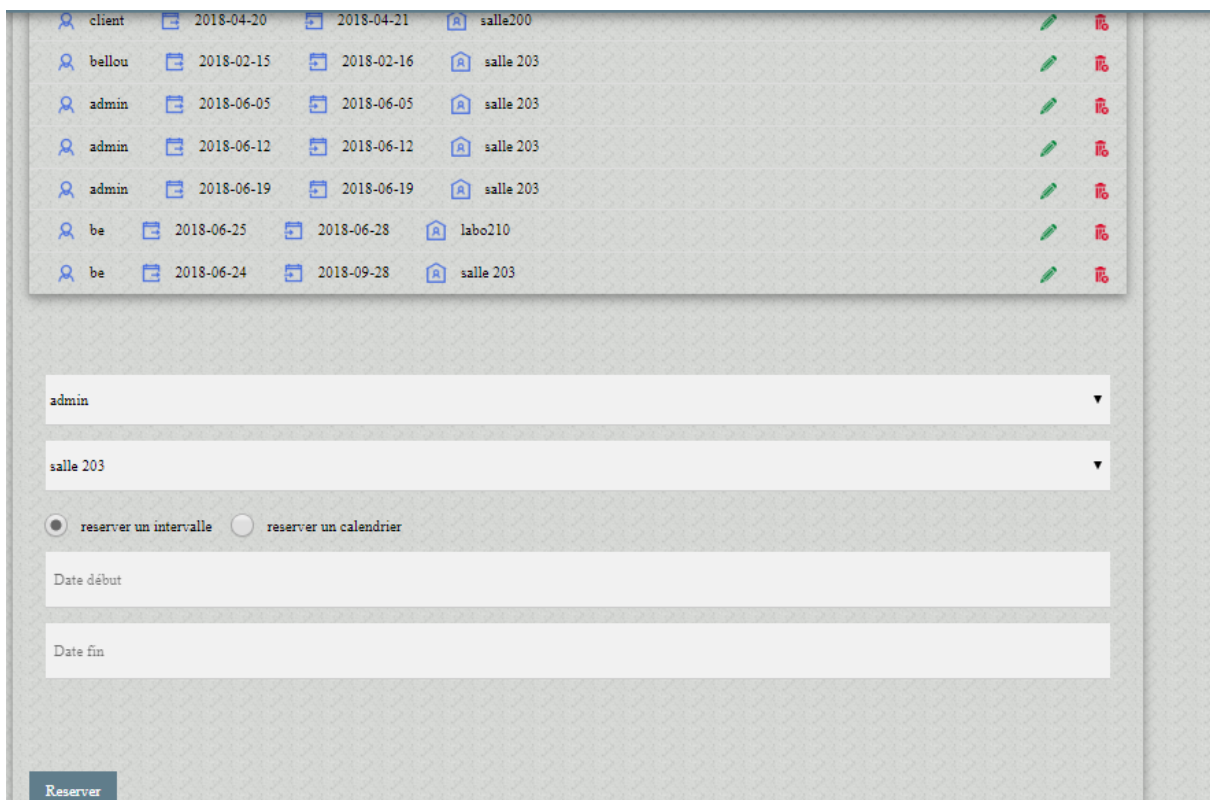 client 2018-04-20 2018-04-21 salle200
bellou 2018-02-15 2018-02-16 salle 203
admin 2018-06-05 2018-06-05 salle 203
admin 2018-06-12 2018-06-12 salle 203
admin 2018-06-19 2018-06-19 salle 203
be 2018-06-25 2018-06-28 labo210
be 2018-06-24 2018-09-28 salle 203
admin
salle 203
reserver un intervalle reserver un calendrier
Date début
Date fin
Reserver